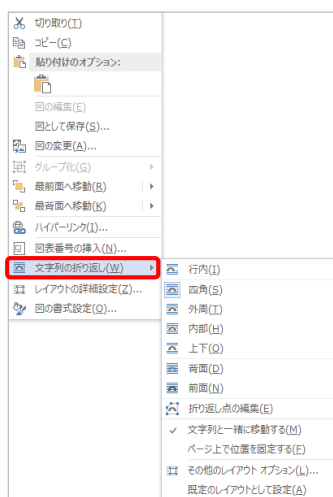 切り取り(T)
コピー(C)
貼り付けのオプション:
図の編集(E)
図として保存(S)...
図の変更(A)...
グループ化(G)
最前面へ移動(R)
最背面へ移動(K)
ハイパーリンク(I)...
図表番号の挿入(N)...
文字列の折り返し(W)
レイアウトの詳細設定(Z)...
図の書式設定(O)...
行内(I)
四角(S)
外周(T)
内部(H)
上下(O)
背面(D)
前面(N)
折り返し点の編集(E)
文字列と一緒に移動する(M)
ページ上で位置を固定する(F)
その他のレイアウト オプション(L)...
既定のレイアウトとして設定(A)